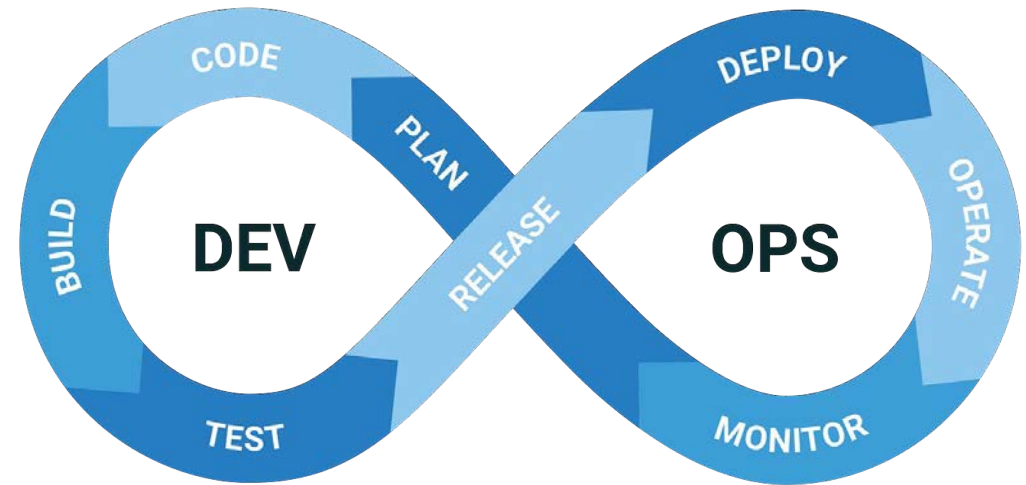 CODE
DEPLOY
PLAN
OPERATE
BUILD
DEV
RELEASE
OPS
TEST
MONITOR